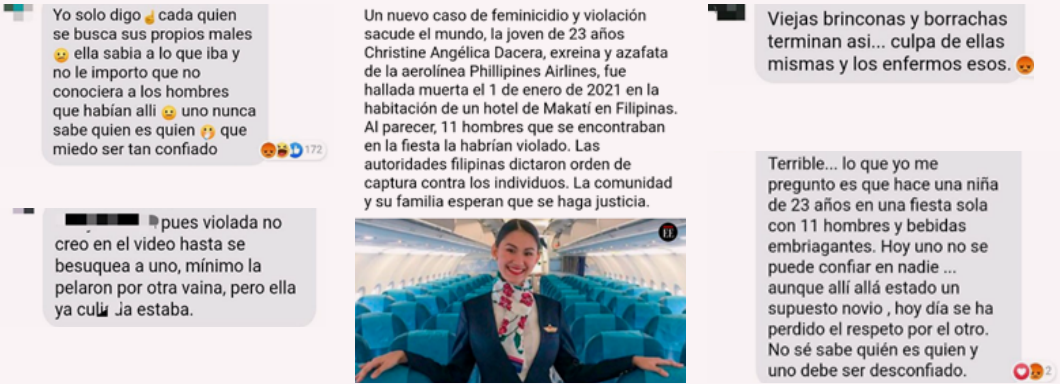 Yo solo digo☝️cada quien
se busca sus propios males
😕 ella sabia a lo que iba y
no le importo que no
conociera a los hombres
que habían alli 😕 uno nunca
sabe quien es quien 🤭 que
miedo ser tan confiado
172
pues violada no
creo en el video hasta se
besuquea a uno, mínimo la
pelaron por otra vaina, pero ella
ya estaba.
Un nuevo caso de feminicidio y violación
sacude el mundo, la joven de 23 años
Christine Angélica Dacera, exreina y azafata
de la aerolínea Phillipines Airlines, fue
hallada muerta el 1 de enero de 2021 en la
habitación de un hotel de Makatí en Filipinas.
Al parecer, 11 hombres que se encontraban
en la fiesta la habrían violado. Las
autoridades filipinas dictaron orden de
captura contra los individuos. La comunidad
y su familia esperan que se haga justicia.
EE
Viejas brinconas y borrachas
terminan asi... culpa de ellas
mismas y los enfermos esos. 😡
Terrible... lo que yo me
pregunto es que hace una niña
de 23 años en una fiesta sola
con 11 hombres y bebidas
embriagantes. Hoy uno no se
puede confiar en nadie ...
aunque allí allá estado un
supuesto novio , hoy día se ha
perdido el respeto por el otro.
No sé sabe quién es quien y
uno debe ser desconfiado.
2